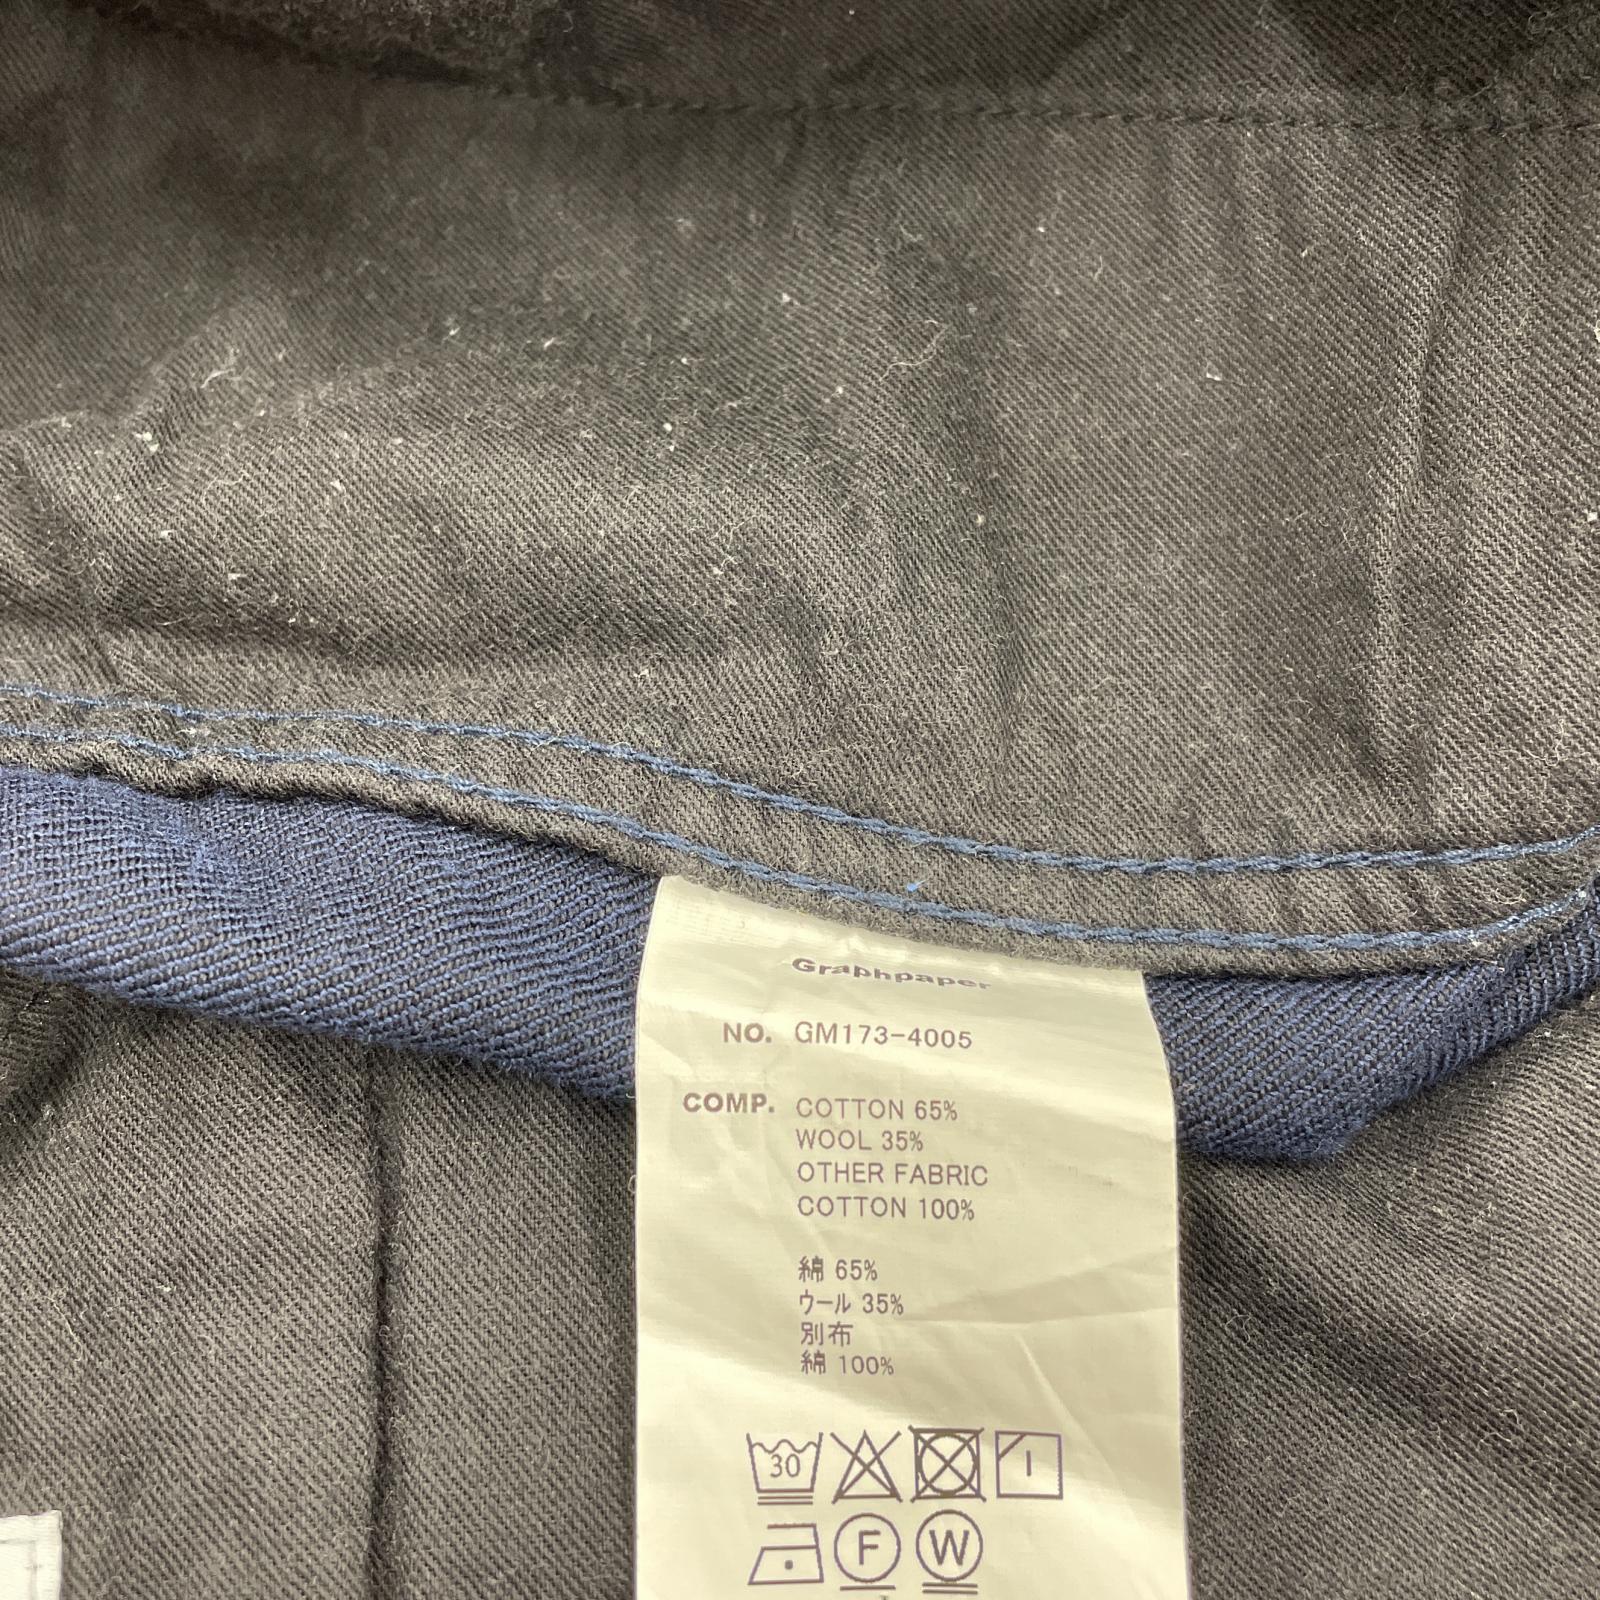 Graphpaper
NO. GM173-4005
COMP. COTTON 65%
WOOL 35%
OTHER FABRIC
COTTON 100%
綿 65%
ウール 35%
別布
綿 100%
30
F W